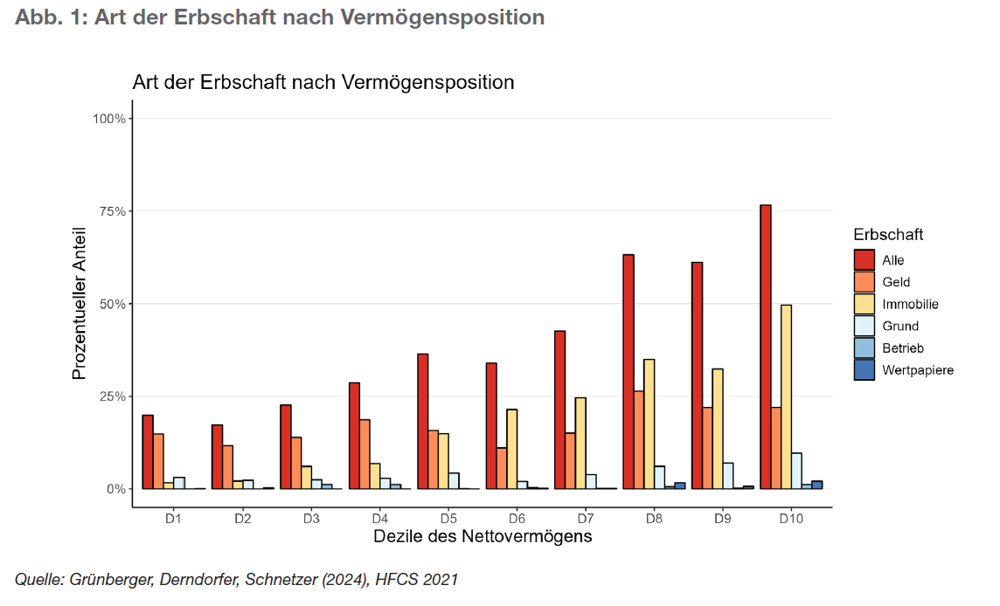 Abb. 1: Art der Erbschaft nach Vermögensposition
Art der Erbschaft nach Vermögensposition
Prozentueller Anteil
100%
75%
50%
25%
0%
D1
D2
D3
D4
D5
D6
D7
D8
D9
D10
Dezile des Nettovermögens
Erbschaft
Alle
Geld
Immobilie
Grund
Betrieb
Wertpapiere
Quelle: Grünberger, Derndorfer, Schnetzer (2024), HFCS 2021